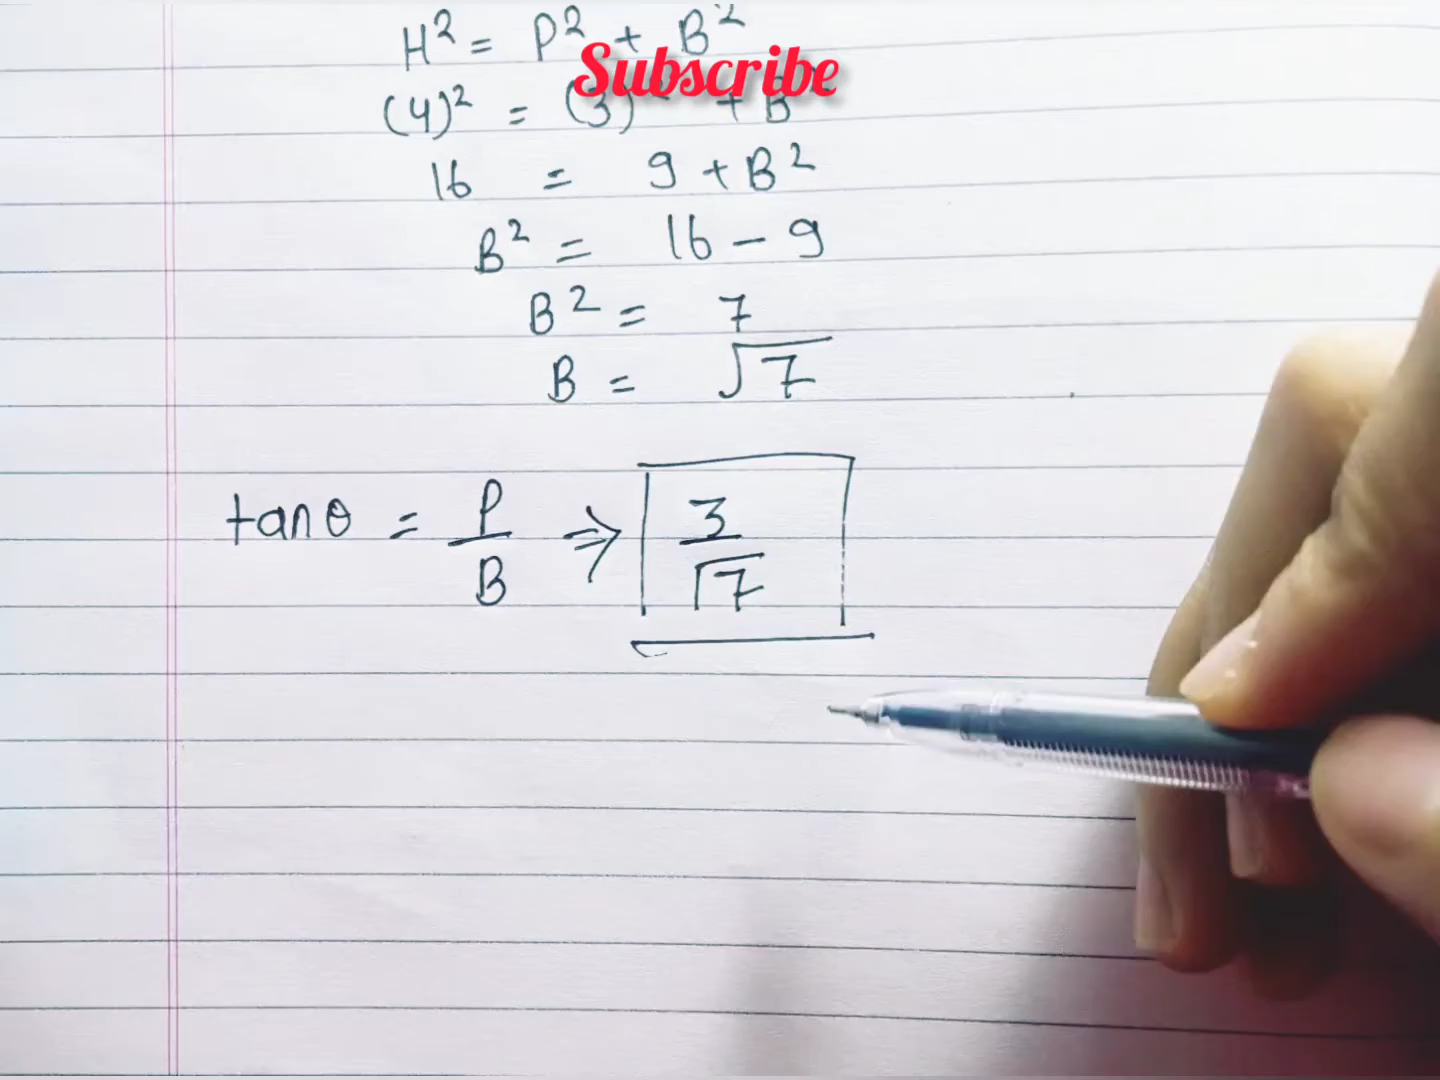 H² = P² + B²
Subscribe
(4)² = (3)² + B
16 = 9 + B²
B² = 16 - 9
B² = 7
B = √7
tanθ = P/B ⇒ 3/√7